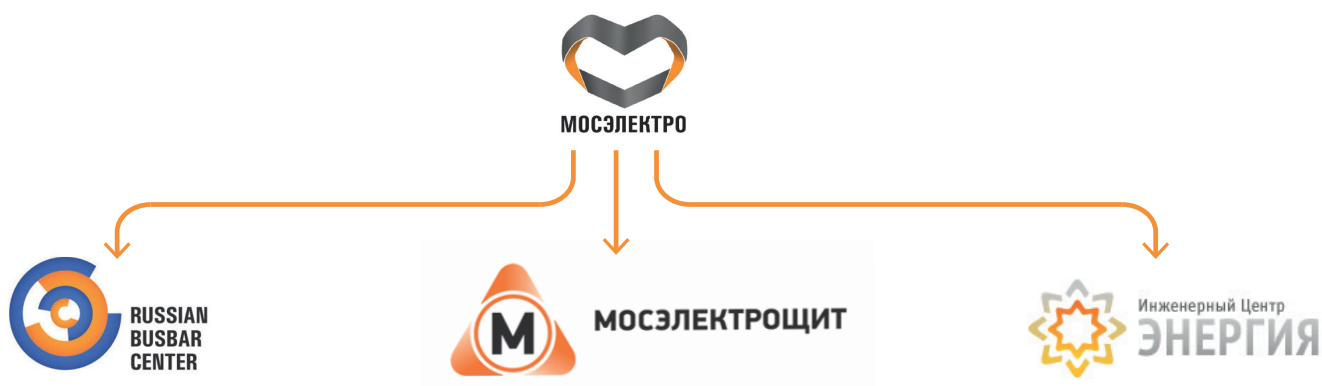 МОСЭЛЕКТРО
RUSSIAN
BUSBAR
CENTER
М
МОСЭЛЕКТРОЩИТ
Инженерный Центр
ЭНЕРГИЯ